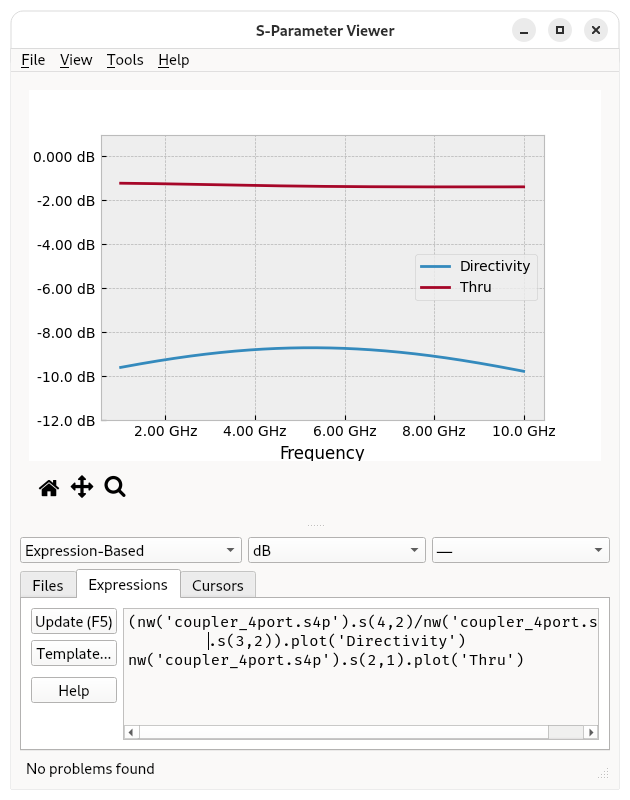 S-Parameter Viewer
File View Tools Help
0.000 dB
-2.00 dB
-4.00 dB
-6.00 dB
-8.00 dB
-10.0 dB
-12.0 dB
Directivity
Thru
2.00 GHz 4.00 GHz 6.00 GHz 8.00 GHz 10.0 GHz
Frequency
Expression-Based dB —
Files Expressions Cursors
Update (F5)
Template...
Help
(nw('coupler_4port.s4p').s(4,2)/nw('coupler_4port.s
.s(3,2)).plot('Directivity')
nw('coupler_4port.s4p').s(2,1).plot('Thru')
No problems found